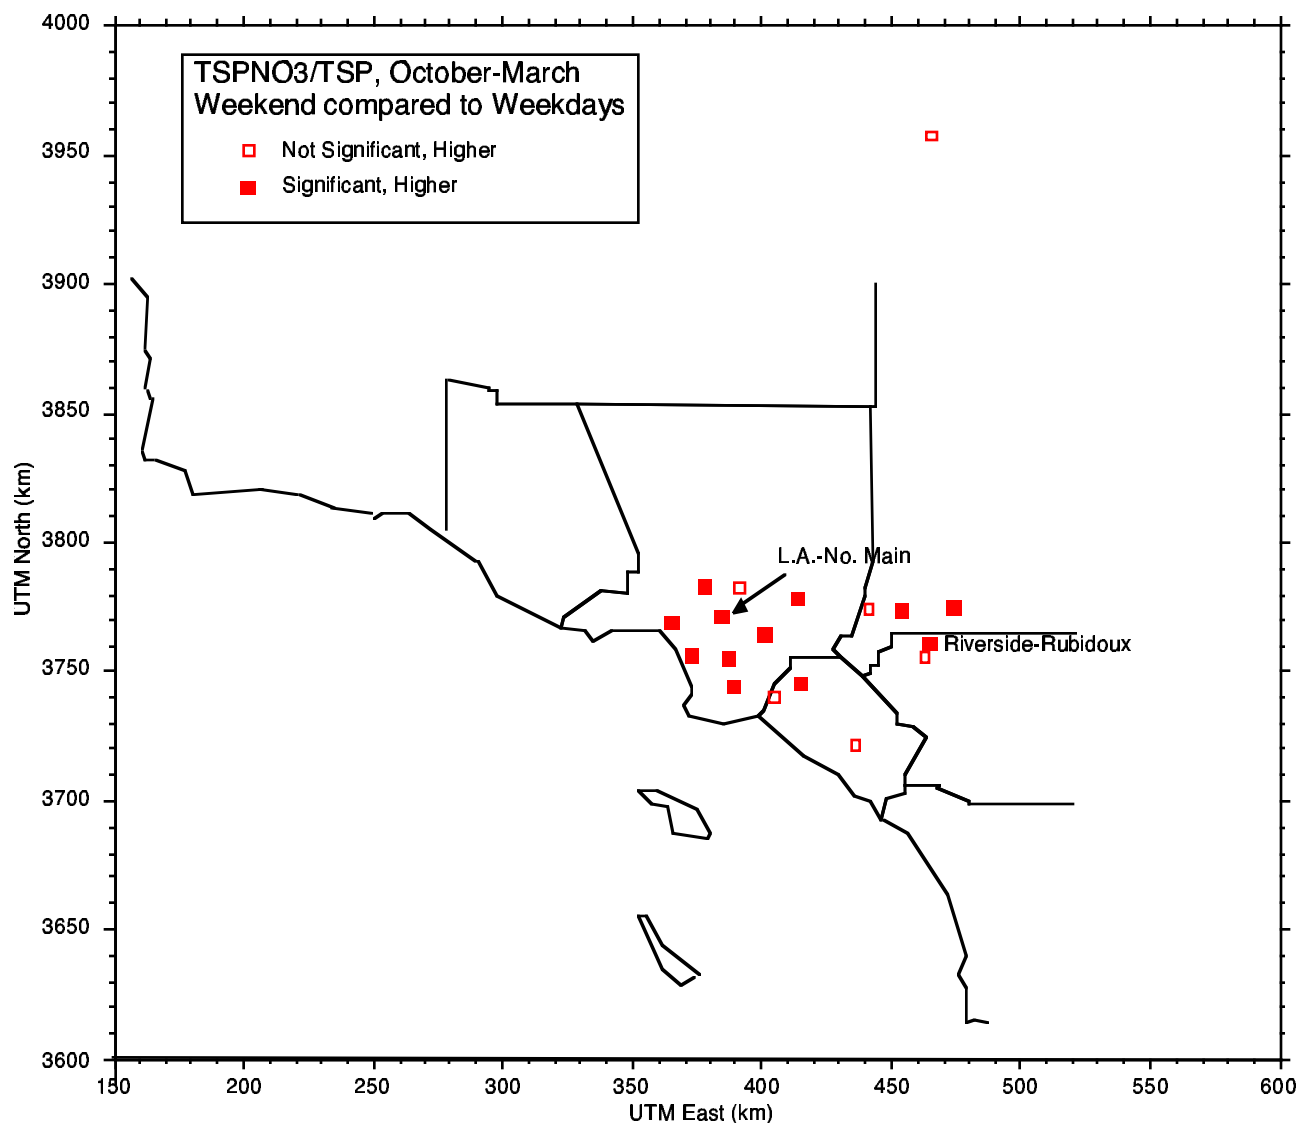 4000
TSPNO3/TSP, October-March
Weekend compared to Weekdays
Not Significant, Higher
Significant, Higher
3950
3900
3850
3800
3750
3700
3650
3600
UTM North (km)
L.A.-No. Main
Riverside-Rubidoux
150 200 250 300 350 400 450 500 550 600
UTM East (km)